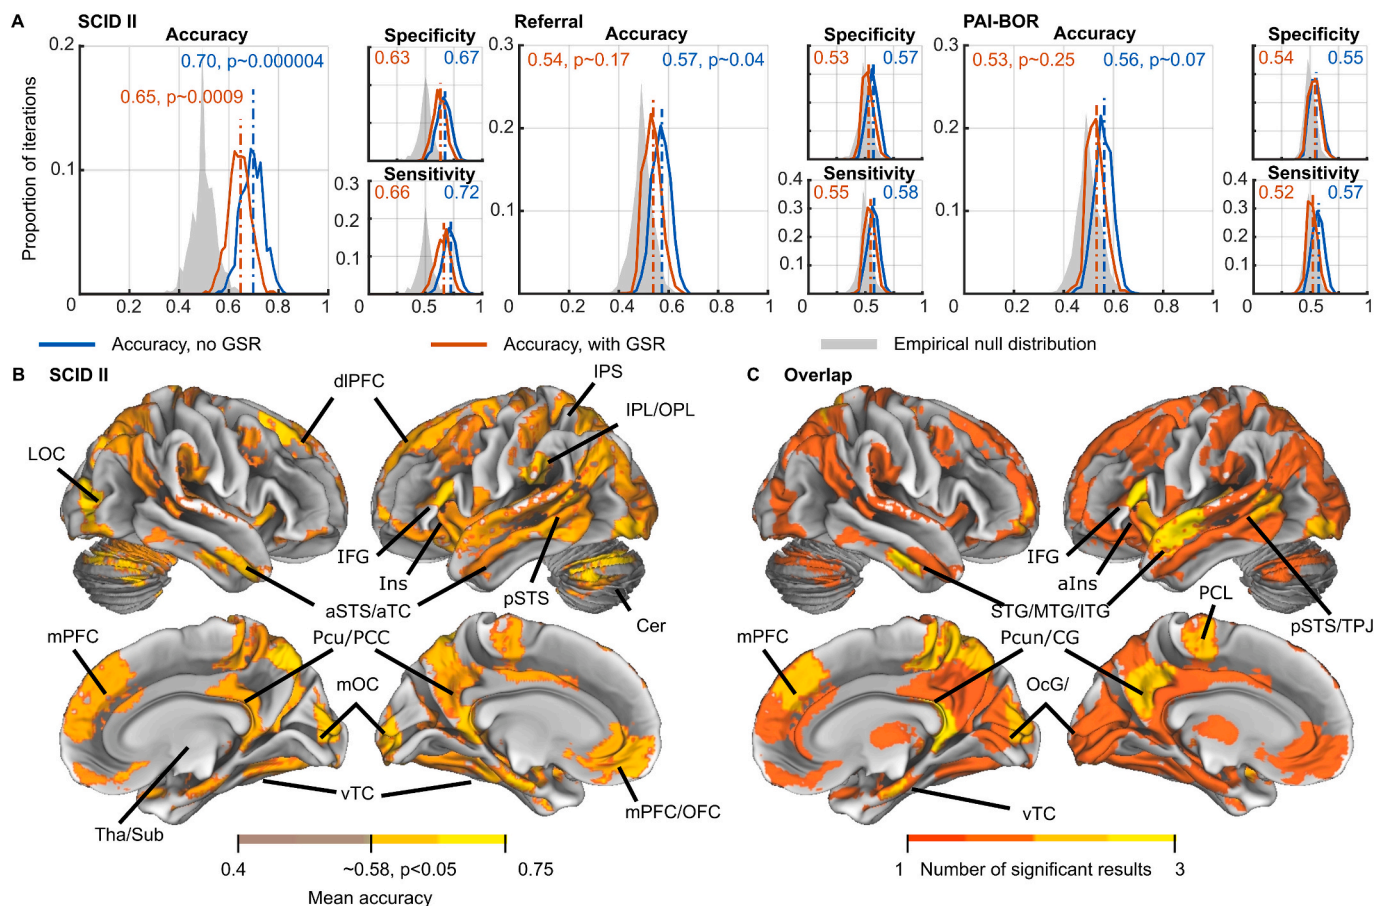 A
SCID II
Accuracy
0.70, p~0.000004
0.65, p~0.0009
0.2
0.1
0
0.2
0.4
0.6
0.8
1
Proportion of iterations
Specificity
0.63
0.67
Sensitivity
0.66
0.72
0.3
0.2
0.1
0
0.5
1
Referral
Accuracy
0.54, p~0.17
0.57, p~0.04
0.3
0.2
0.1
0
0.2
0.4
0.6
0.8
1
Specificity
0.53
0.57
Sensitivity
0.55
0.58
0.4
0.3
0.2
0.1
0
0.5
1
PAI-BOR
Accuracy
0.53, p~0.25
0.56, p~0.07
0.3
0.2
0.1
0
0.2
0.4
0.6
0.8
1
Specificity
0.54
0.55
Sensitivity
0.52
0.57
0.4
0.3
0.2
0.1
0
0.5
1
Accuracy, no GSR
Accuracy, with GSR
Empirical null distribution
B
SCID II
dlPFC
IPS
IPL/OPL
LOC
IFG
Ins
aSTS/aTC
pSTS
Cer
mPFC
Pcu/PCC
mOC
vTC
Tha/Sub
mPFC/OFC
0.4
~0.58, p<0.05
0.75
Mean accuracy
C
Overlap
IFG
aIns
STG/MTG/ITG
PCL
pSTS/TPJ
mPFC
Pcun/CG
OcG/
vTC
1
Number of significant results
3